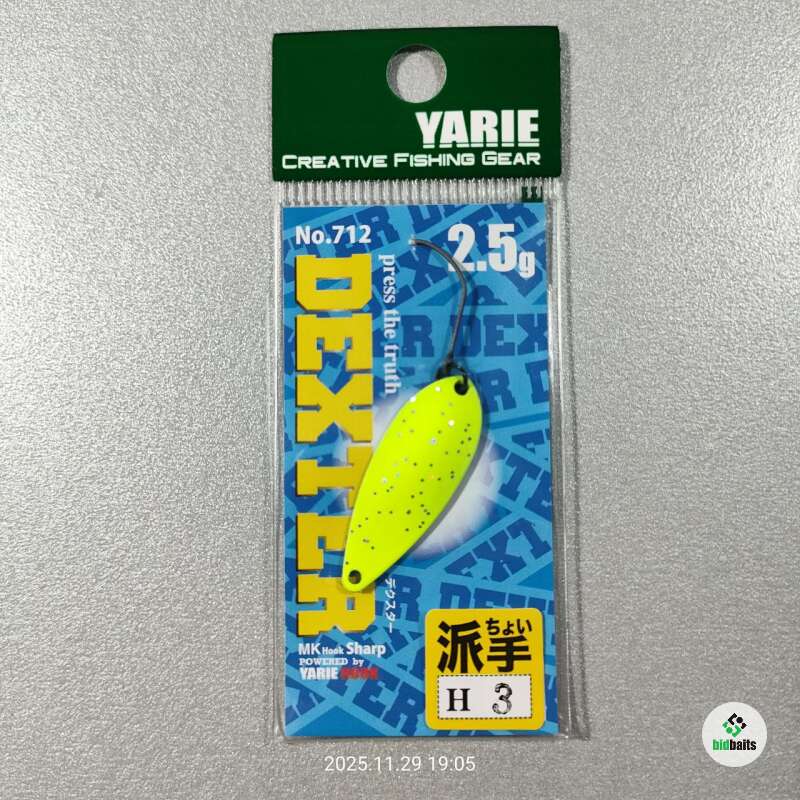 YARIE
CREATIVE FISHING GEAR
No.712
2.5g
DEXTER
press the truth
デクスター
MK Hook Sharp
POWERED by
YARIE HOOK
ちょい
派手
H 3
2025.11.29 19:05
bidbaits